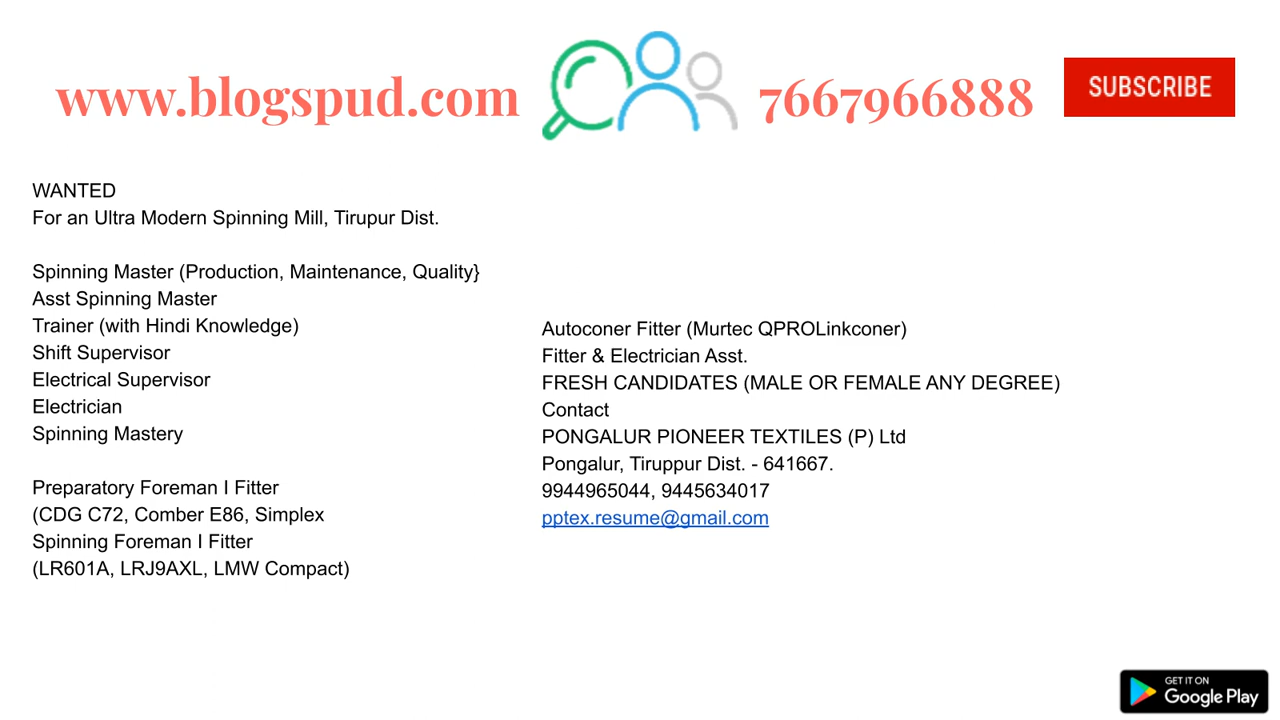 www.blogspud.com
7667966888
SUBSCRIBE
WANTED
For an Ultra Modern Spinning Mill, Tirupur Dist.
Spinning Master (Production, Maintenance, Quality}
Asst Spinning Master
Trainer (with Hindi Knowledge)
Shift Supervisor
Electrical Supervisor
Electrician
Spinning Mastery
Preparatory Foreman I Fitter
(CDG C72, Comber E86, Simplex
Spinning Foreman I Fitter
(LR601A, LRJ9AXL, LMW Compact)
Autoconer Fitter (Murtec QPROLinkconer)
Fitter & Electrician Asst.
FRESH CANDIDATES (MALE OR FEMALE ANY DEGREE)
Contact
PONGALUR PIONEER TEXTILES (P) Ltd
Pongalur, Tiruppur Dist. - 641667.
9944965044, 9445634017
pptex.resume@gmail.com
GET IT ON
Google Play